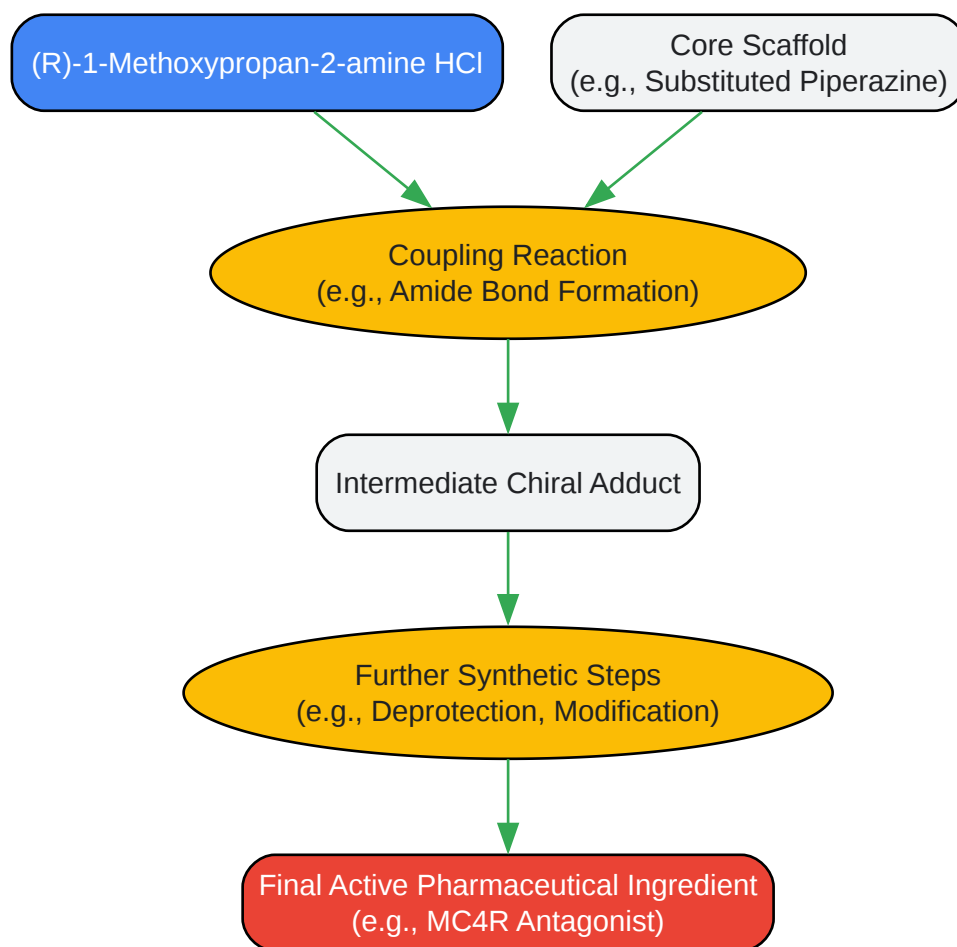 (R)-1-Methoxypropan-2-amine HCl
Core Scaffold
(e.g., Substituted Piperazine)
Coupling Reaction
(e.g., Amide Bond Formation)
Intermediate Chiral Adduct
Further Synthetic Steps
(e.g., Deprotection, Modification)
Final Active Pharmaceutical Ingredient
(e.g., MC4R Antagonist)